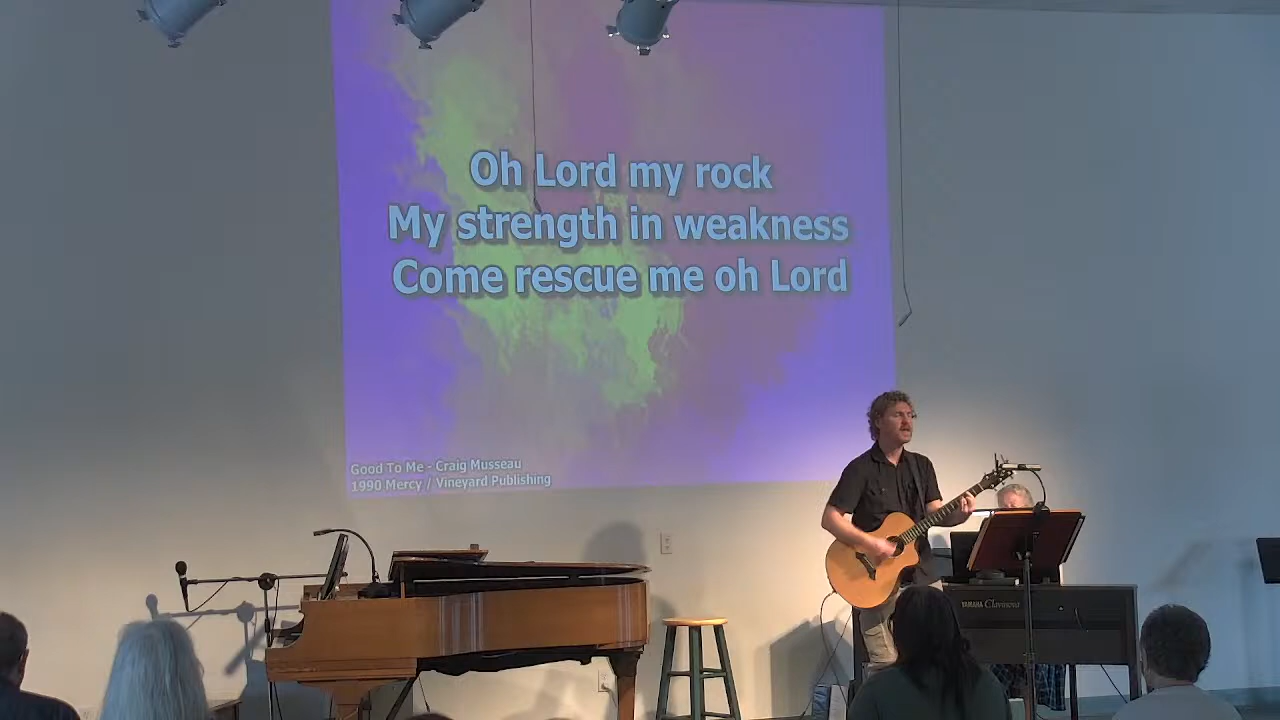 Oh Lord my rock
My strength in weakness
Come rescue me oh Lord
Good To Me - Craig Musseau
1990 Mercy / Vineyard Publishing
YAMAHA Clavinova